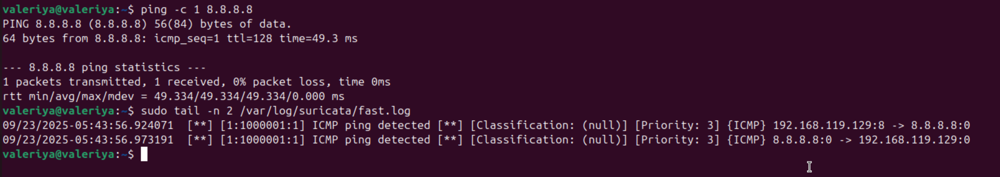 valeriya@valeriya:~$ ping -c 1 8.8.8.8
PING 8.8.8.8 (8.8.8.8) 56(84) bytes of data.
64 bytes from 8.8.8.8: icmp_seq=1 ttl=128 time=49.3 ms

--- 8.8.8.8 ping statistics ---
1 packets transmitted, 1 received, 0% packet loss, time 0ms
rtt min/avg/max/mdev = 49.334/49.334/49.334/0.000 ms
valeriya@valeriya:~$ sudo tail -n 2 /var/log/suricata/fast.log
09/23/2025-05:43:56.924071  [**] [1:1000001:1] ICMP ping detected [**] [Classification: (null)] [Priority: 3] {ICMP} 192.168.119.129:8 -> 8.8.8.8:0
09/23/2025-05:43:56.973191  [**] [1:1000001:1] ICMP ping detected [**] [Classification: (null)] [Priority: 3] {ICMP} 8.8.8.8:0 -> 192.168.119.129:0
valeriya@valeriya:~$